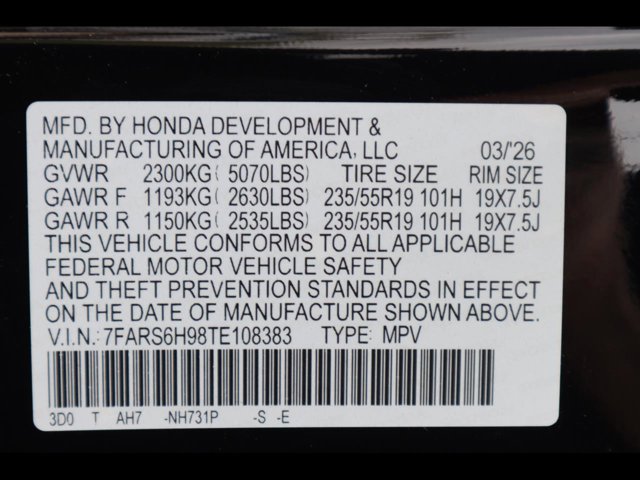 MFD. BY HONDA DEVELOPMENT &
MANUFACTURING OF AMERICA, LLC 03/'26
GVWR 2300KG( 5070LBS) TIRE SIZE RIM SIZE
GAWR F 1193KG( 2630LBS) 235/55R19 101H 19X7.5J
GAWR R 1150KG( 2535LBS) 235/55R19 101H 19X7.5J
THIS VEHICLE CONFORMS TO ALL APPLICABLE
FEDERAL MOTOR VEHICLE SAFETY
AND THEFT PREVENTION STANDARDS IN EFFECT
ON THE DATE OF MANUFACTURE SHOWN ABOVE.
V.I.N.: 7FARS6H98TE108383 TYPE: MPV
3D0 T AH7 -NH731P -S -E